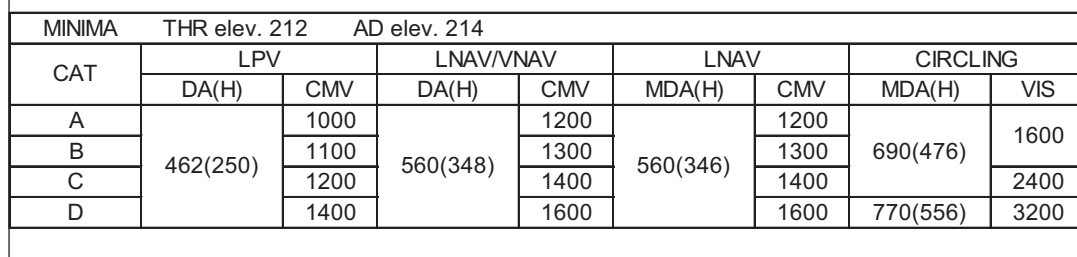 MINIMA THR elev. 212 AD elev. 214
CAT LPV LNAV/VNAV LNAV CIRCLING
DA(H) CMV DA(H) CMV MDA(H) CMV MDA(H) VIS
A 462(250) 1000 560(348) 1200 560(346) 1200 690(476) 1600
B 1100 1300 1300
C 1200 1400 1400 2400
D 1400 1600 1600 770(556) 3200